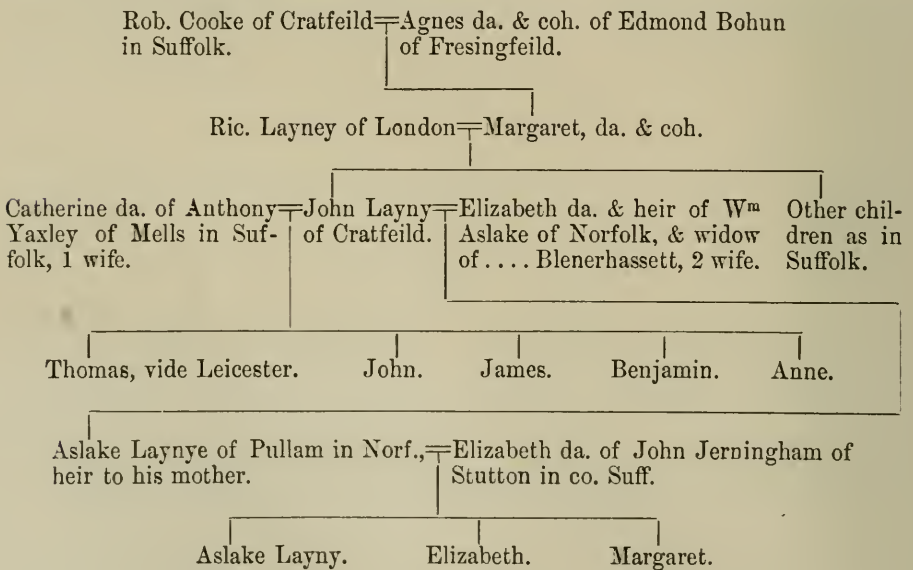 Rob. Cooke of Cratfeild=Agnes da. & coh. of Edmond Bohun
in Suffolk. of Fresingfeild.
Ric. Layney of London=Margaret, da. & coh.
Catherine da. of Anthony=John Layny=Elizabeth da. & heir of Wm Other chil-
Yaxley of Mells in Suf- of Cratfeild. Aslake of Norfolk, & widow dren as in
folk, 1 wife. of .... Blenerhassett, 2 wife. Suffolk.
Thomas, vide Leicester. John. James. Benjamin. Anne.
Aslake Laynye of Pullam in Norf.,=Elizabeth da. of John Jerningham of
heir to his mother. Stutton in co. Suff.
Aslake Layny. Elizabeth. Margaret.